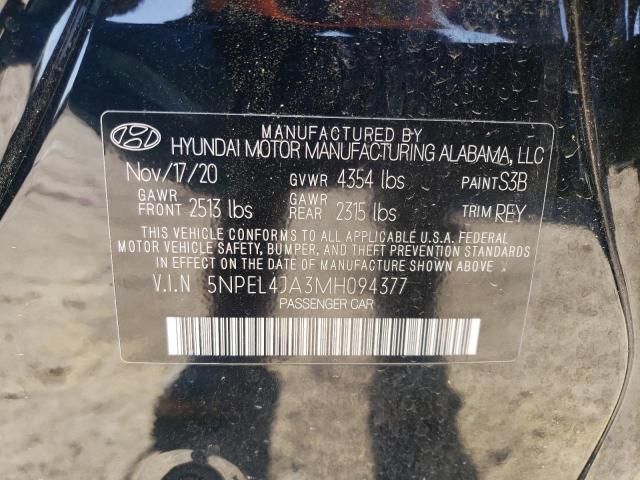 MANUFACTURED BY
HYUNDAI MOTOR MANUFACTURING ALABAMA, LLC
Nov/17/20 GVWR 4354 lbs PAINT S3B
GAWR FRONT 2513 lbs GAWR REAR 2315 lbs TRIM REY
THIS VEHICLE CONFORMS TO ALL APPLICABLE U.S.A. FEDERAL
MOTOR VEHICLE SAFETY, BUMPER, AND THEFT PREVENTION STANDARDS
IN EFFECT ON THE DATE OF MANUFACTURE SHOWN ABOVE
V.I.N 5NPEL4JA3MH094377
PASSENGER CAR